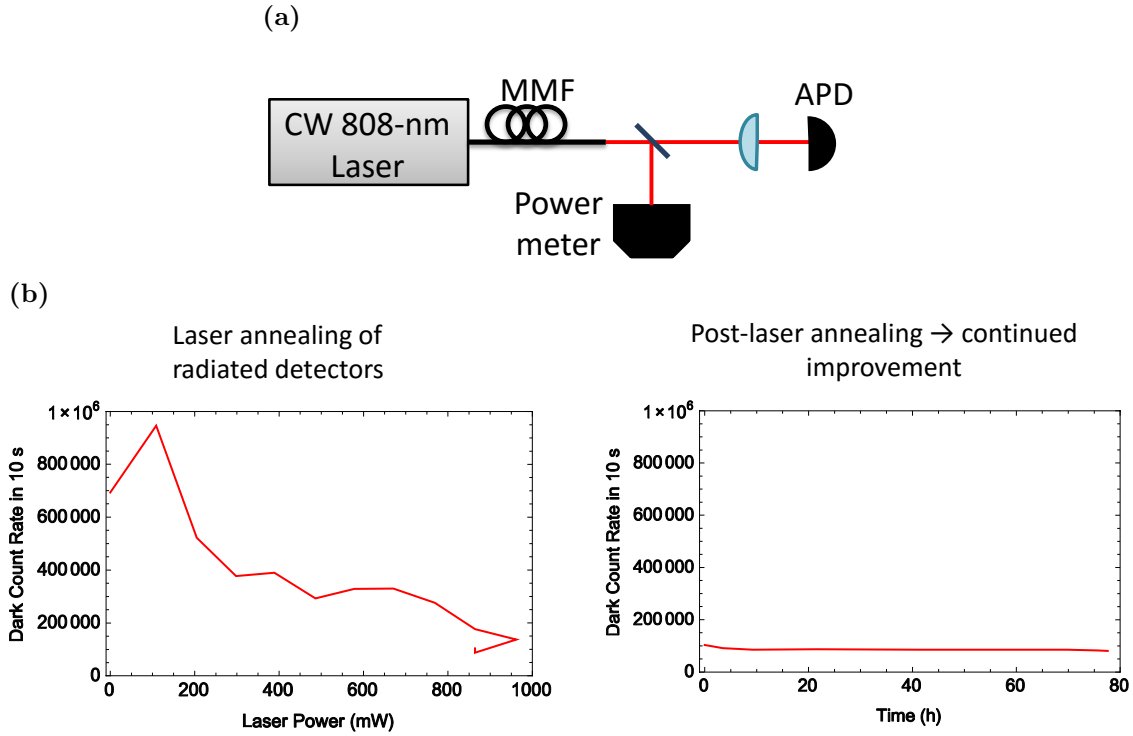 (a)
MMF
APD
CW 808-nm
Laser
Power
meter
(b)
Laser annealing of
radiated detectors
Post-laser annealing → continued
improvement
Dark Count Rate in 10 s
1 × 10⁶
800 000
600 000
400 000
200 000
0
0 200 400 600 800 1000
Laser Power (mW)
Dark Count Rate in 10 s
1 × 10⁶
800 000
600 000
400 000
200 000
0
0 20 40 60 80
Time (h)